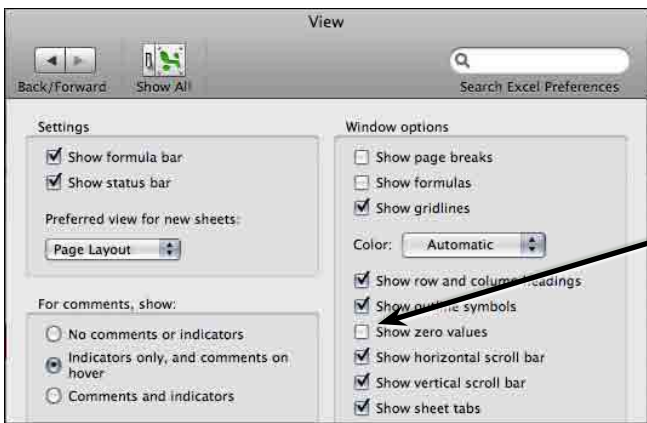 View
Back/Forward
Show All
Search Excel Preferences
Settings
Show formula bar
Show status bar
Preferred view for new sheets:
Page Layout
For comments, show:
No comments or indicators
Indicators only, and comments on
hover
Comments and indicators
Window options
Show page breaks
Show formulas
Show gridlines
Color: Automatic
Show row and column headings
Show outline symbols
Show zero values
Show horizontal scroll bar
Show vertical scroll bar
Show sheet tabs